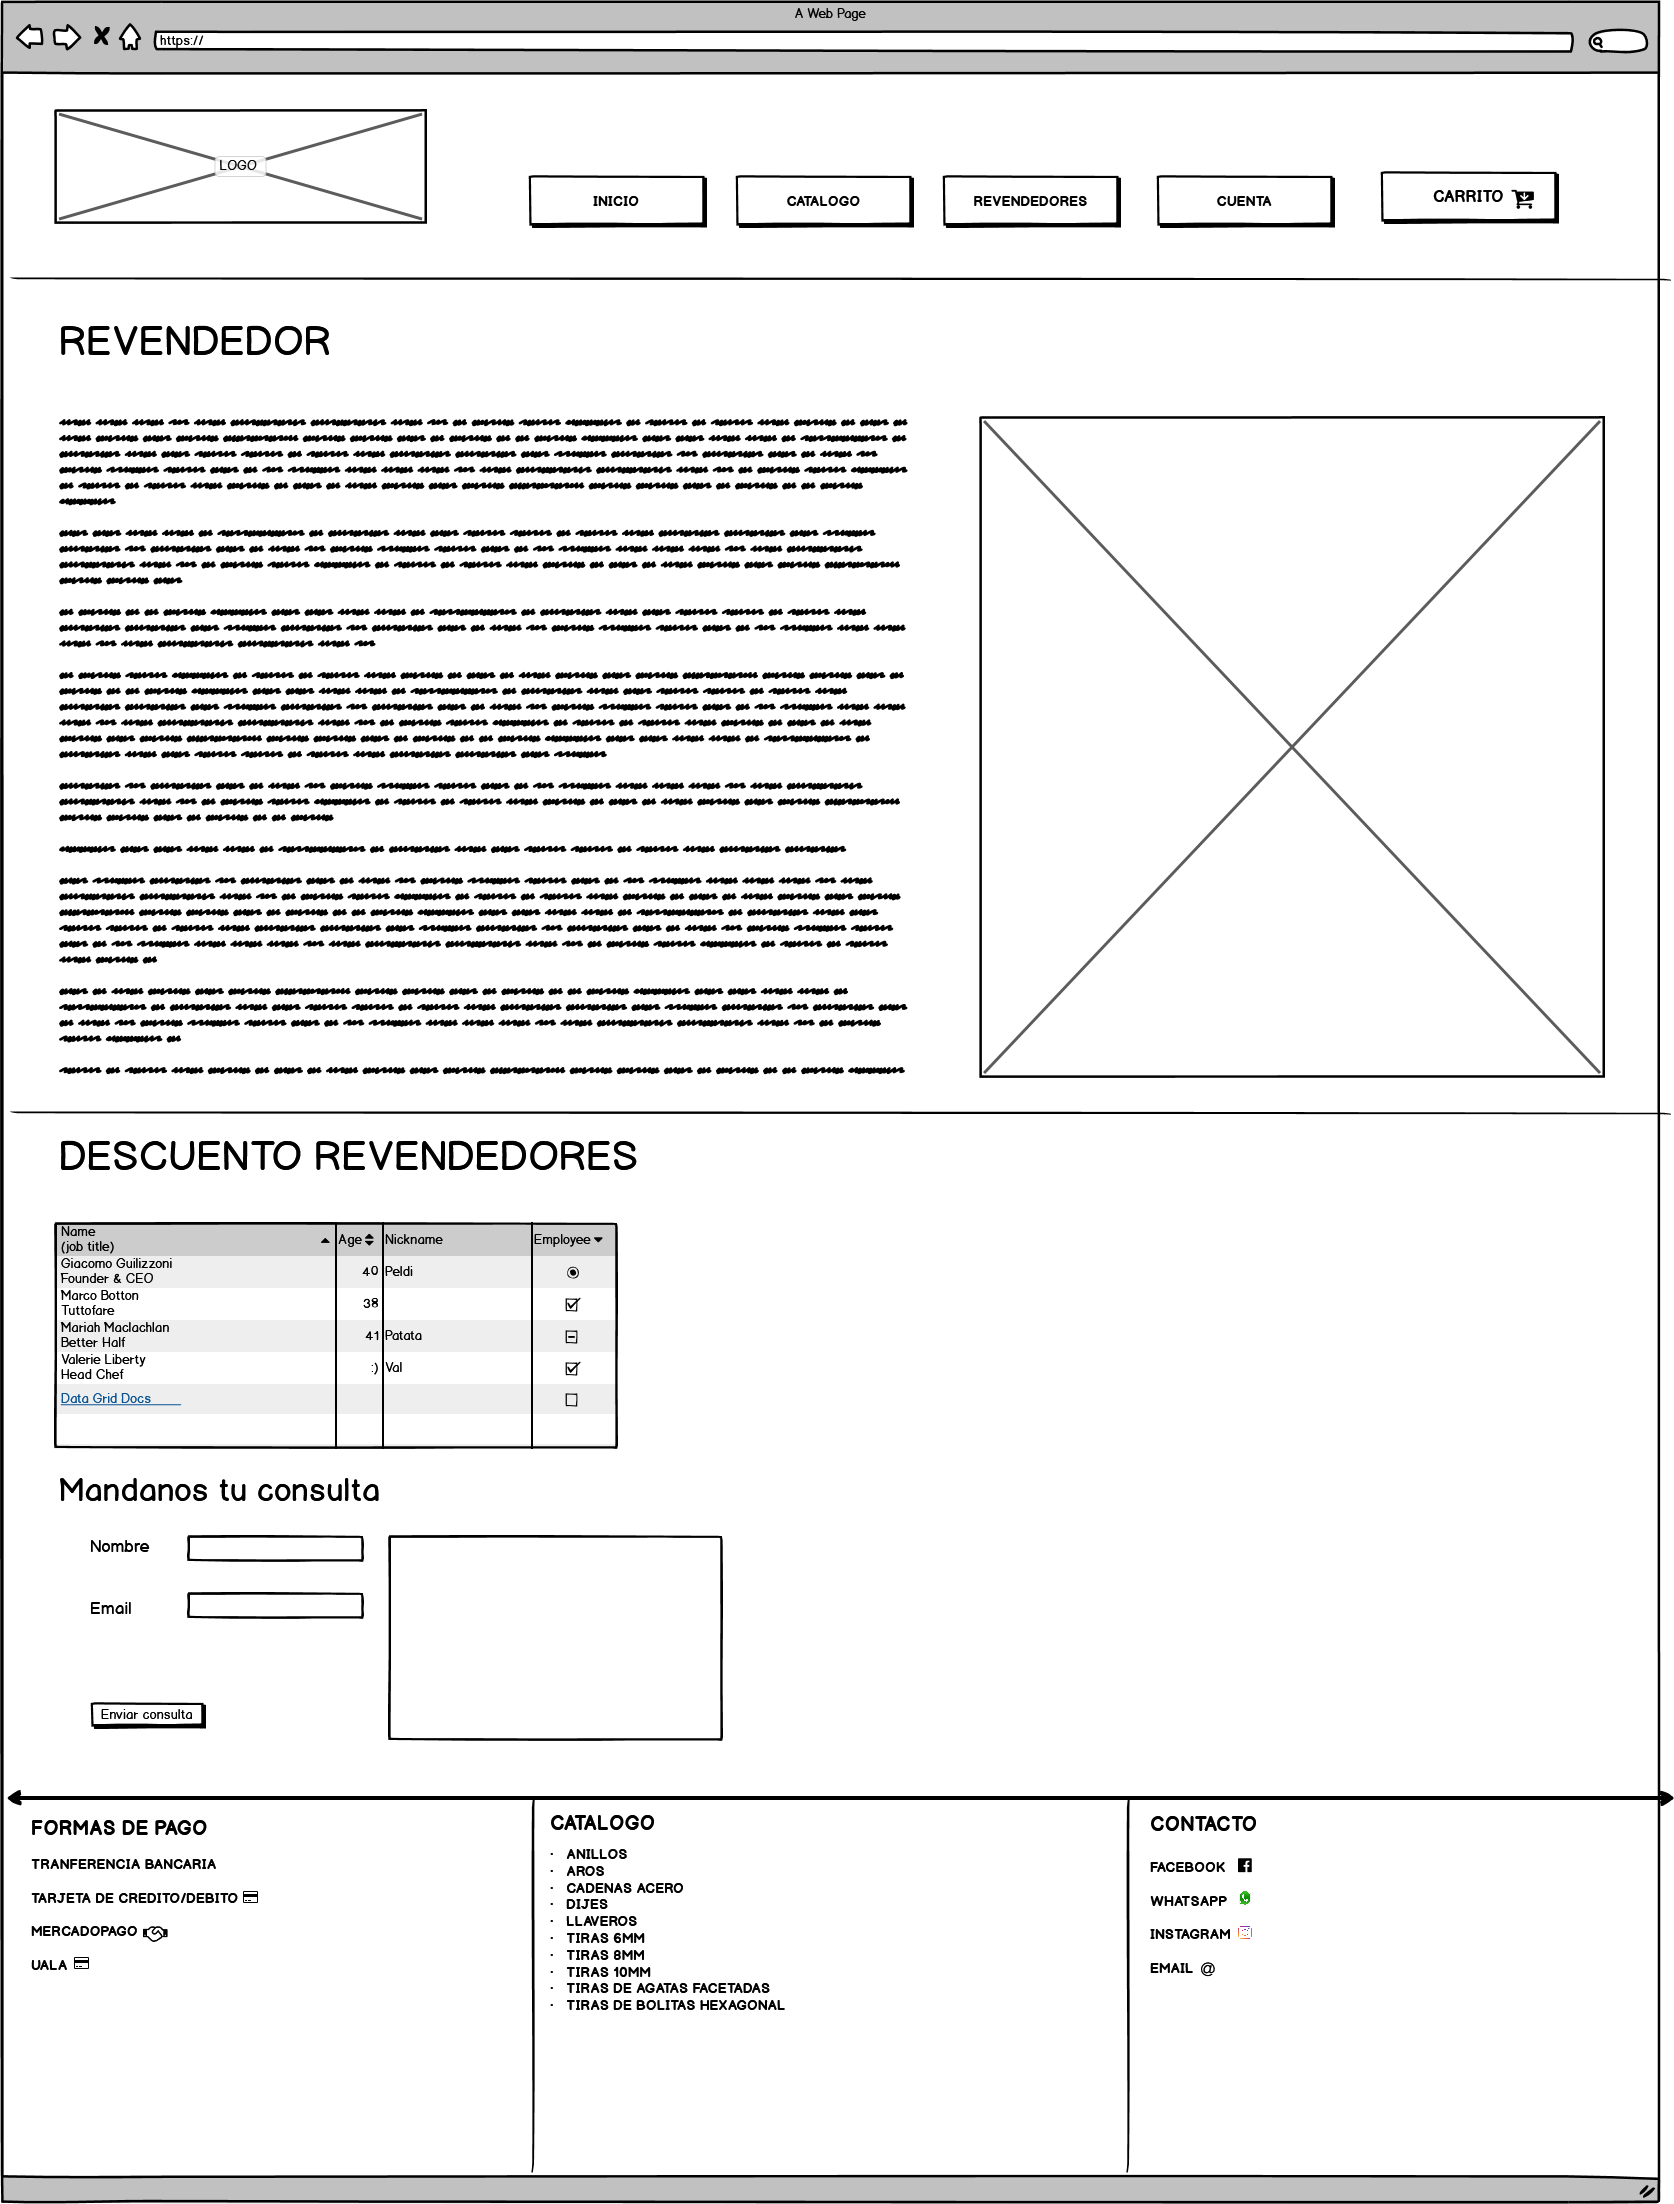 A Web Page
https://
LOGO
INICIO
CATALOGO
REVENDEDORES
CUENTA
CARRITO
REVENDEDOR
DESCUENTO REVENDEDORES
Name
(job title)
Age
Nickname
Employee
Giacomo Guilizzoni
Founder & CEO
40
Peldi
Marco Botton
Tuttofare
38
Mariah Maclachlan
Better Half
41
Patata
Valerie Liberty
Head Chef
:)
Val
Data Grid Docs
Mandanos tu consulta
Nombre
Email
Enviar consulta
FORMAS DE PAGO
TRANFERENCIA BANCARIA
TARJETA DE CREDITO/DEBITO
MERCADOPAGO
UALA
CATALOGO
· ANILLOS
· AROS
· CADENAS ACERO
· DIJES
· LLAVEROS
· TIRAS 6MM
· TIRAS 8MM
· TIRAS 10MM
· TIRAS DE AGATAS FACETADAS
· TIRAS DE BOLITAS HEXAGONAL
CONTACTO
FACEBOOK
WHATSAPP
INSTAGRAM
EMAIL @